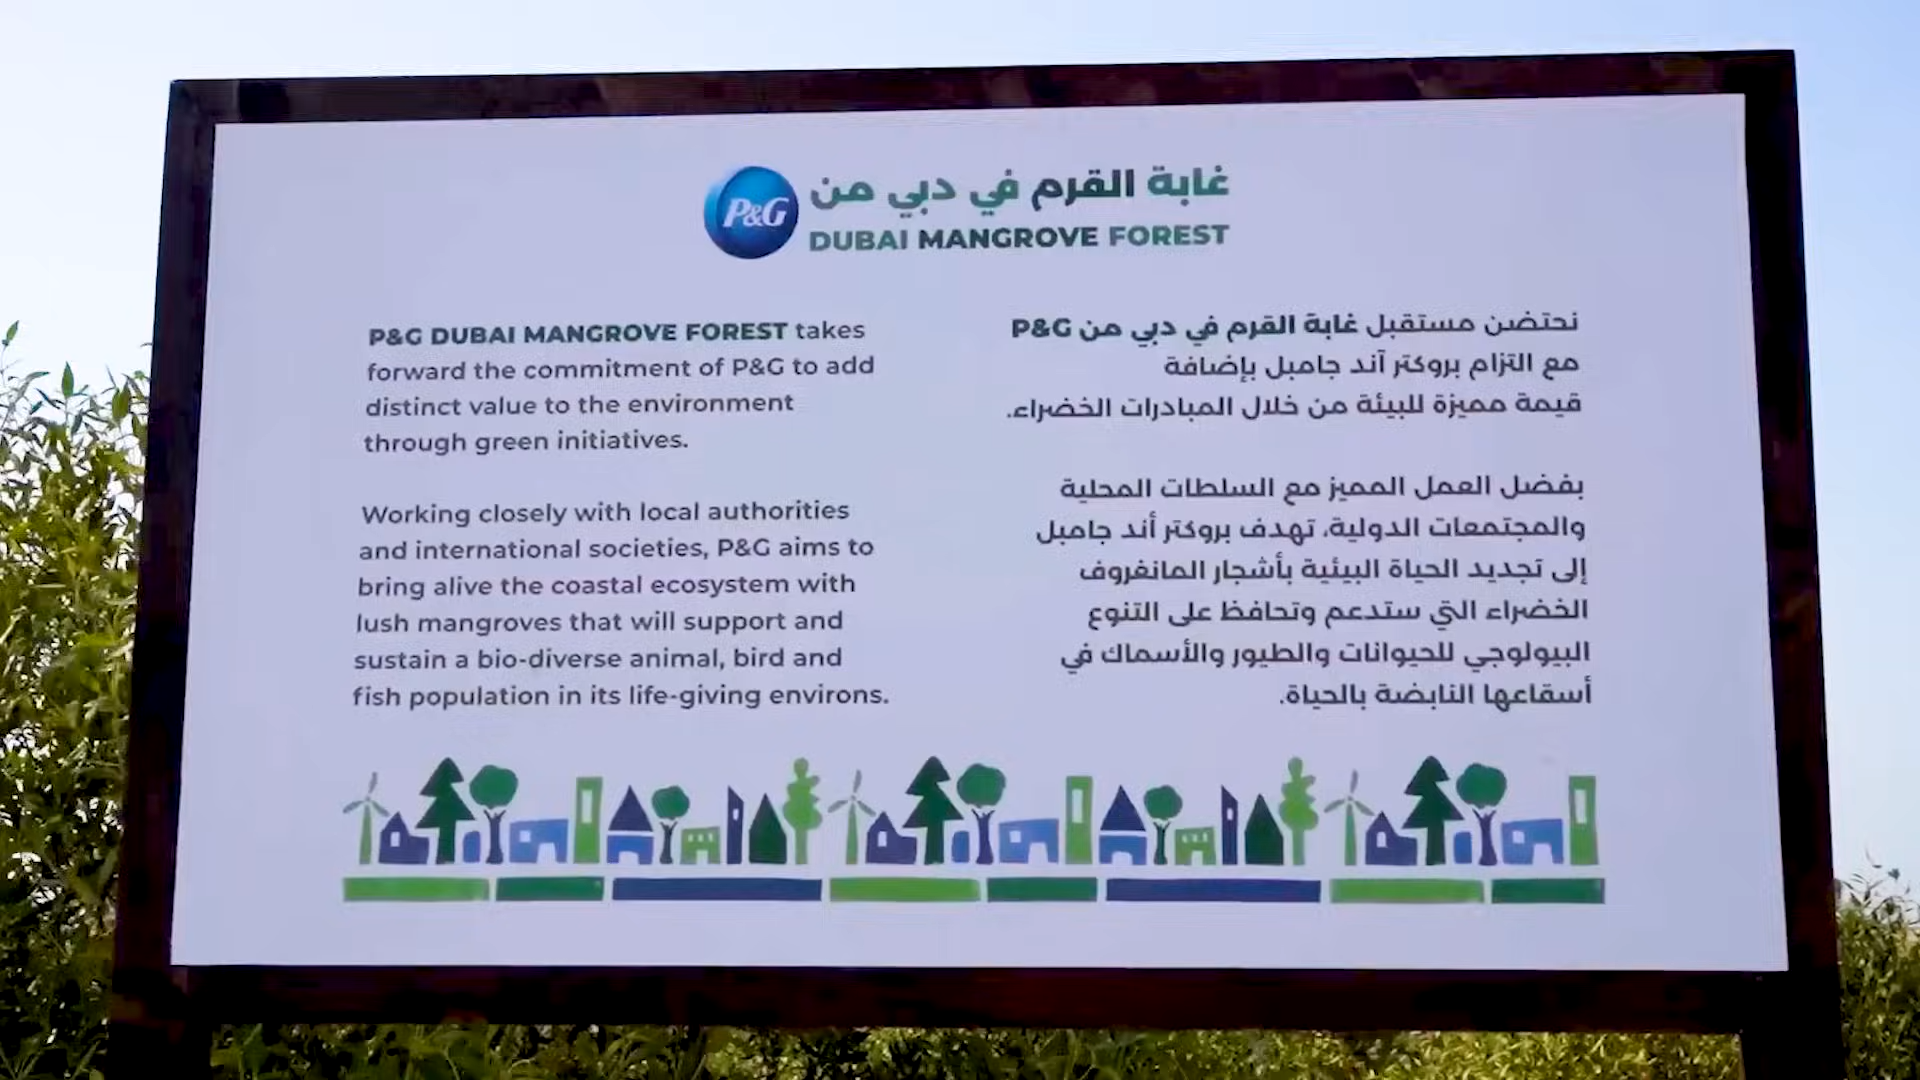 P&G
غابة القرم في دبي من
DUBAI MANGROVE FOREST
P&G DUBAI MANGROVE FOREST takes
forward the commitment of P&G to add
distinct value to the environment
through green initiatives.
Working closely with local authorities
and international societies, P&G aims to
bring alive the coastal ecosystem with
lush mangroves that will support and
sustain a bio-diverse animal, bird and
fish population in its life-giving environs.
نحتضن مستقبل غابة القرم في دبي من P&G
مع التزام بروكتر آند جامبل بإضافة
قيمة مميزة للبيئة من خلال المبادرات الخضراء.
بفضل العمل المميز مع السلطات المحلية
والمجتمعات الدولية، تهدف بروكتر أند جامبل
إلى تجديد الحياة البيئية بأشجار المانغروف
الخضراء التي ستدعم وتحافظ على التنوع
البيولوجي للحيوانات والطيور والأسماك في
أسقاعها النابضة بالحياة.